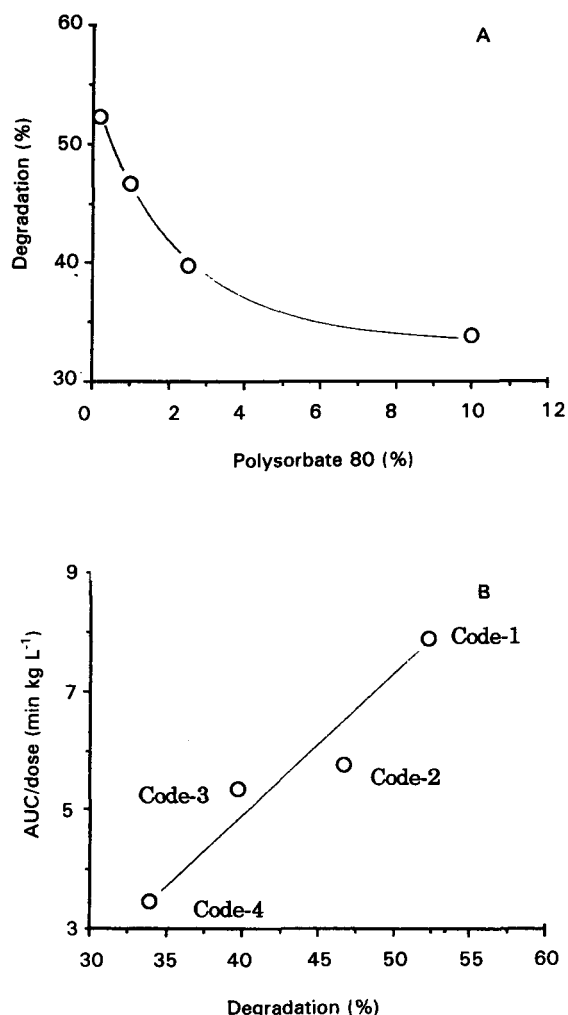 A
60
50
40
30
Degradation (%)
0 2 4 6 8 10 12
Polysorbate 80 (%)
B
9
7
5
3
AUC/dose (min kg L⁻¹)
Code-1
Code-2
Code-3
Code-4
30 35 40 45 50 55 60
Degradation (%)